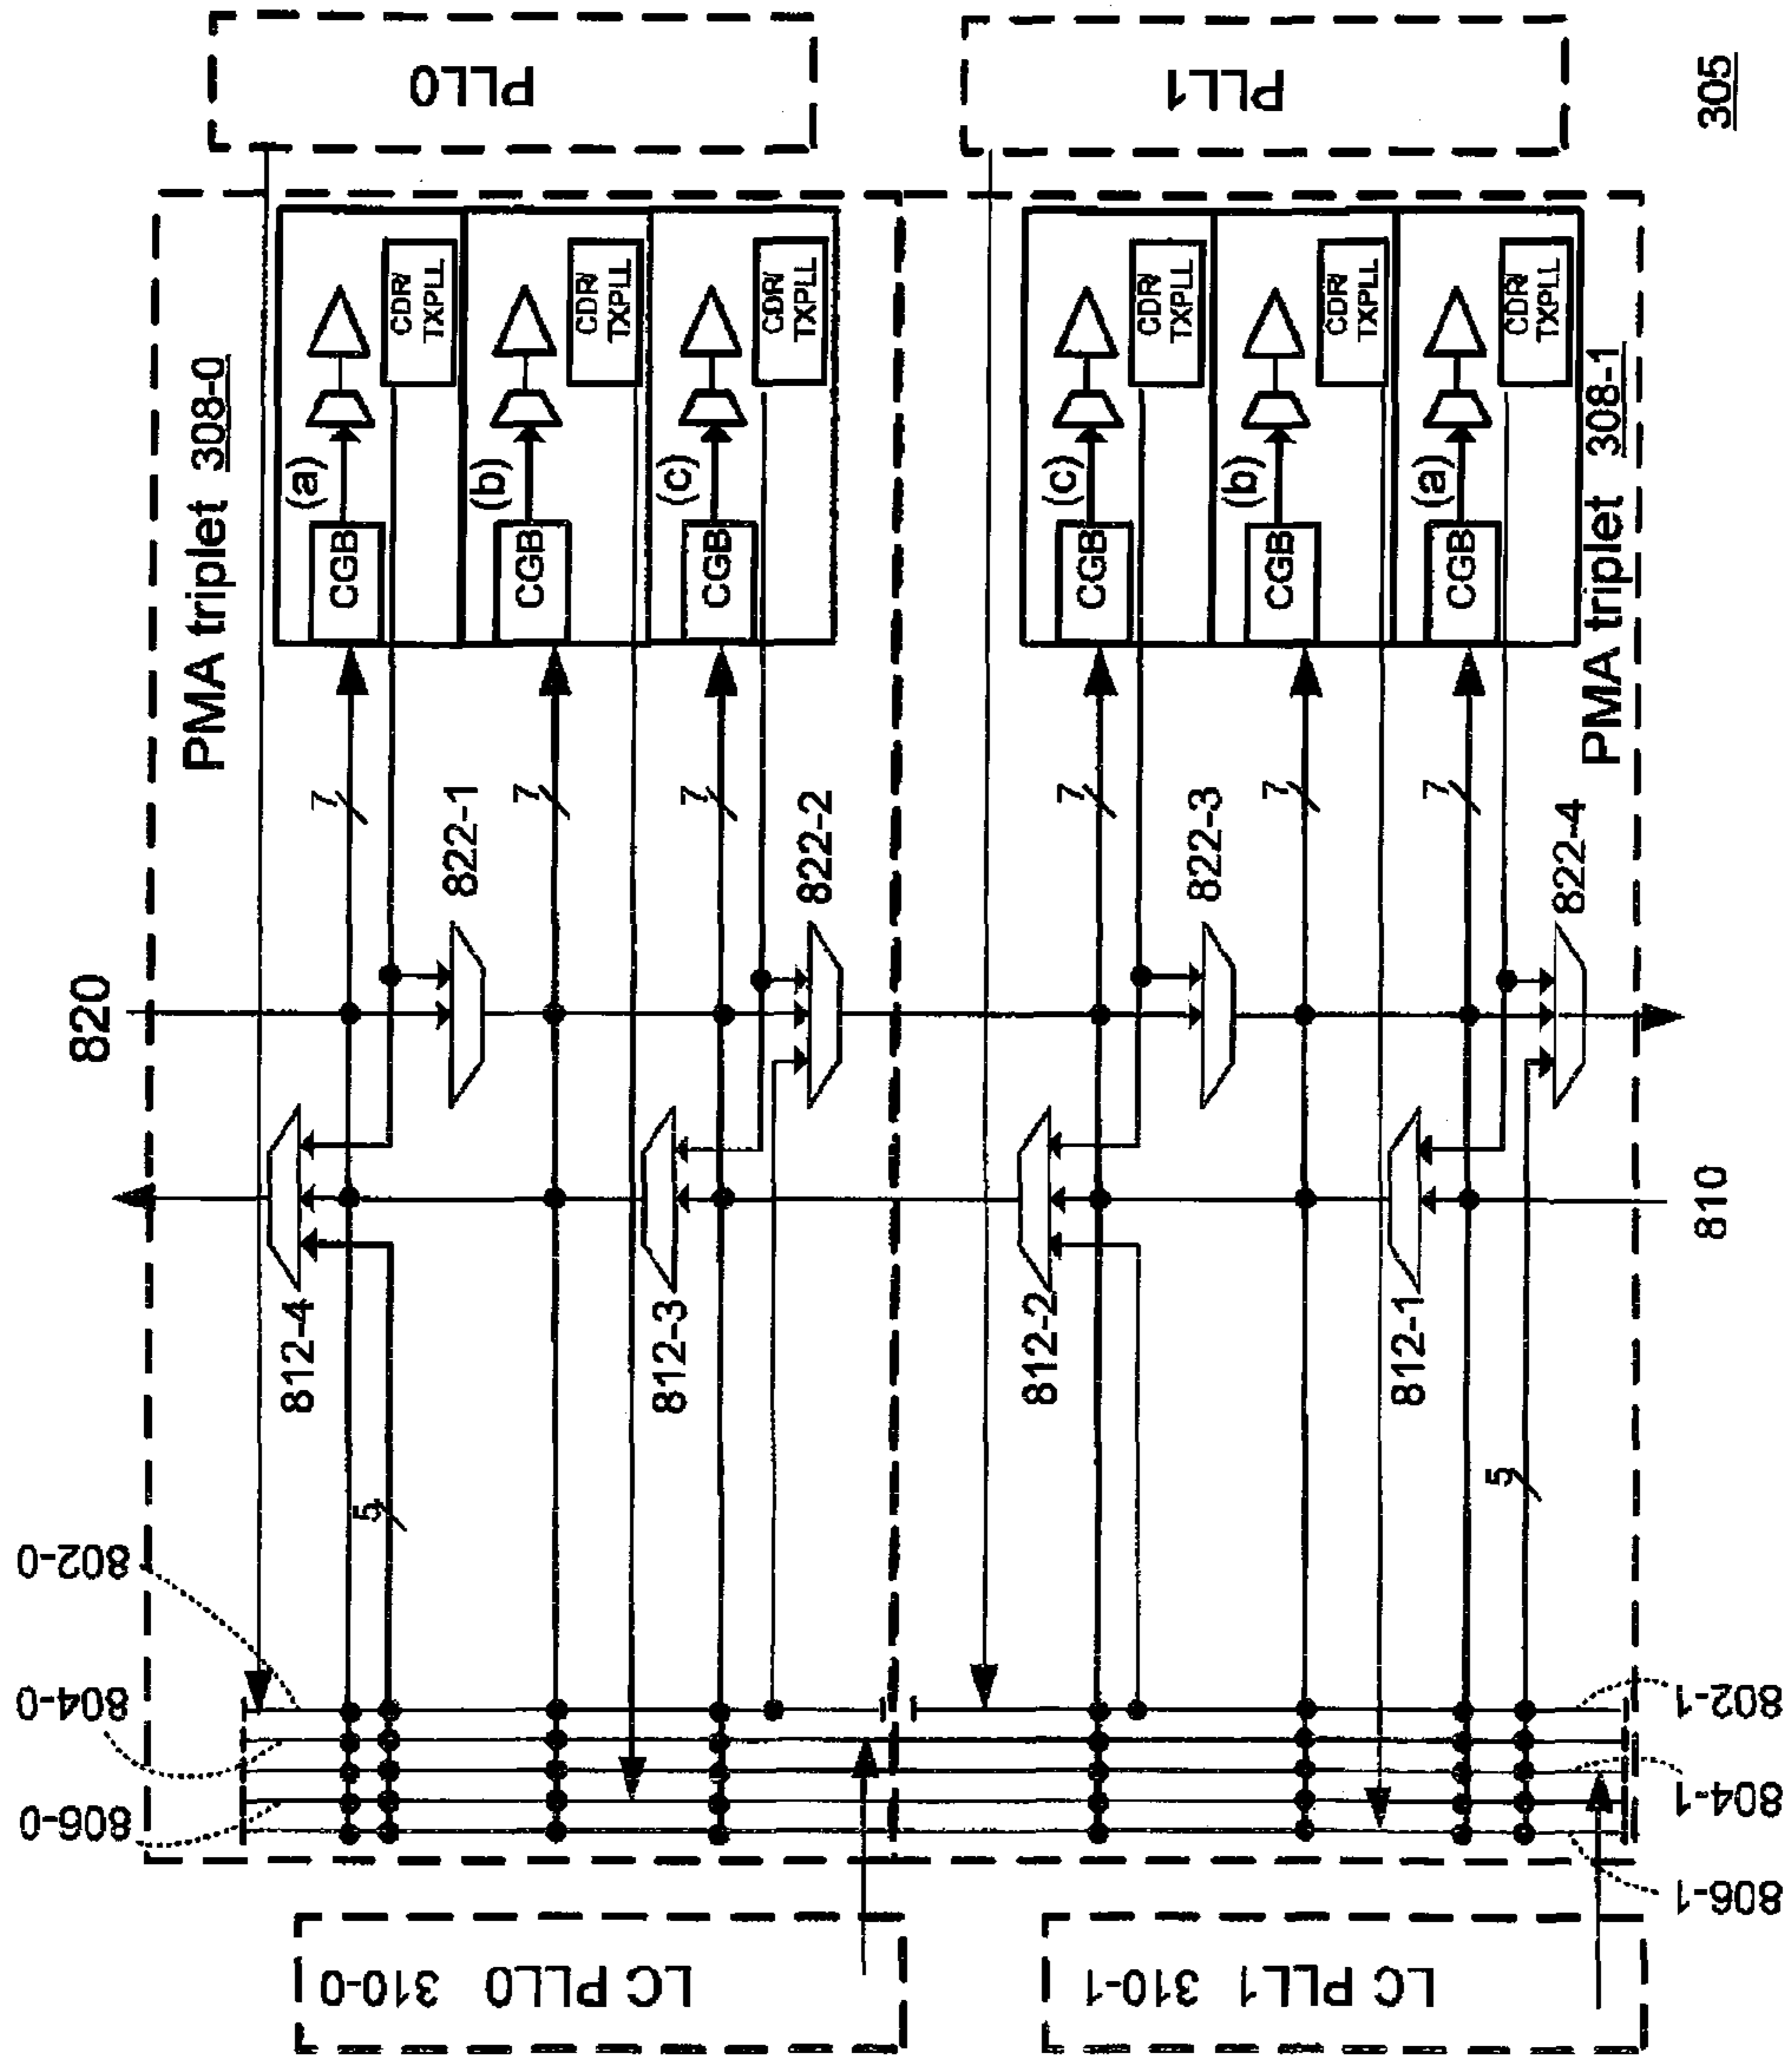 PLL0
PLL1
305
PMA triplet 308-0
(a)
CGB
CDR/
TXPLL
(b)
CGB
CDR/
TXPLL
(c)
CGB
CDR/
TXPLL
(c)
CGB
CDR/
TXPLL
(b)
CGB
CDR/
TXPLL
(a)
CGB
CDR/
TXPLL
PMA triplet 308-1
7
7
7
7
7
7
822-1
822-2
822-3
822-4
820
810
812-4
812-3
812-2
812-1
5
5
802-0
804-0
806-0
802-1
804-1
806-1
LC PLL0 310-0
LC PLL1 310-1